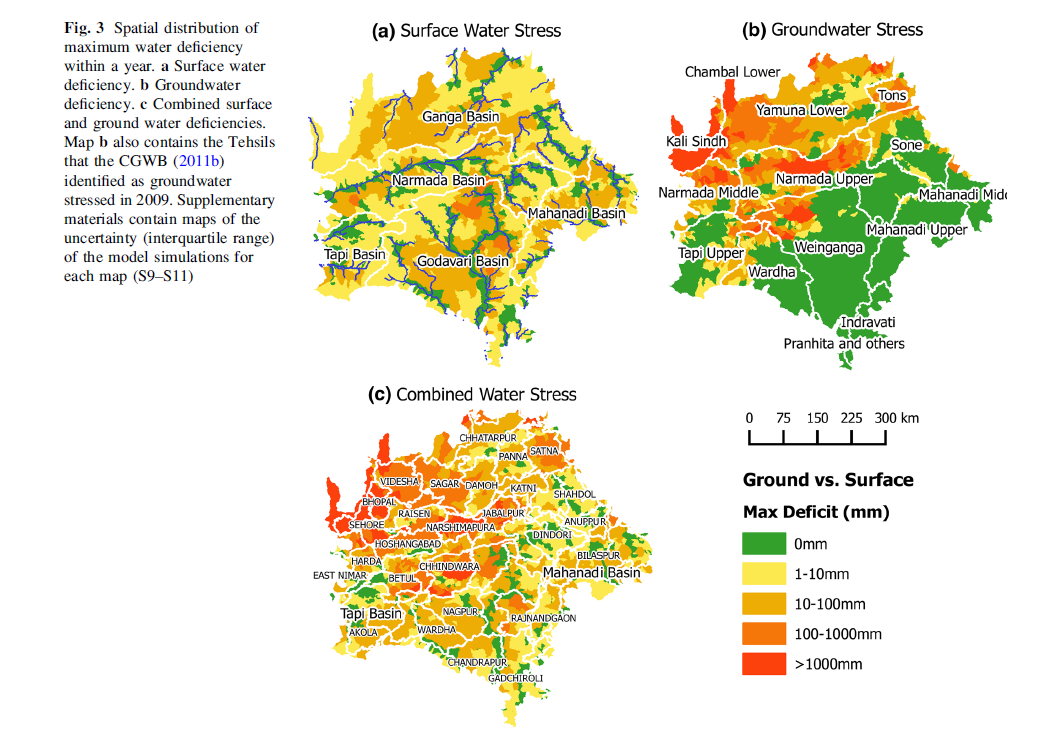 Fig. 3 Spatial distribution of
maximum water deficiency
within a year. a Surface water
deficiency. b Groundwater
deficiency. c Combined surface
and ground water deficiencies.
Map b also contains the Tehsils
that the CGWB (2011b)
identified as groundwater
stressed in 2009. Supplementary
materials contain maps of the
uncertainty (interquartile range)
of the model simulations for
each map (S9–S11)
(a) Surface Water Stress
Ganga Basin
Narmada Basin
Mahanadi Basin
Tapi Basin
Godavari Basin
(b) Groundwater Stress
Chambal Lower
Tons
Yamuna Lower
Kali Sindh
Sone
Narmada Upper
Narmada Middle
Mahanadi Midd
Mahanadi Upper
Weinganga
Tapi Upper
Wardha
Indravati
Pranhita and others
(c) Combined Water Stress
CHHATARPUR
SATNA
PANNA
VIDESHA
SAGAR
DAMOH
KATNI
SHAHDOL
BHOPAL
RAISEN
JABALPUR
SEHORE
NARSHIMAPURA
ANUPPUR
DINDORI
HOSHANGABAD
BILASPUR
HARDA
CHHINDWARA
EAST NIMAR
BETUL
Mahanadi Basin
Tapi Basin
NAGPUR
RAJNANDGAON
AKOLA
WARDHA
CHANDRAPUR
GADCHIROLI
0 75 150 225 300 km
Ground vs. Surface
Max Deficit (mm)
0mm
1-10mm
10-100mm
100-1000mm
>1000mm